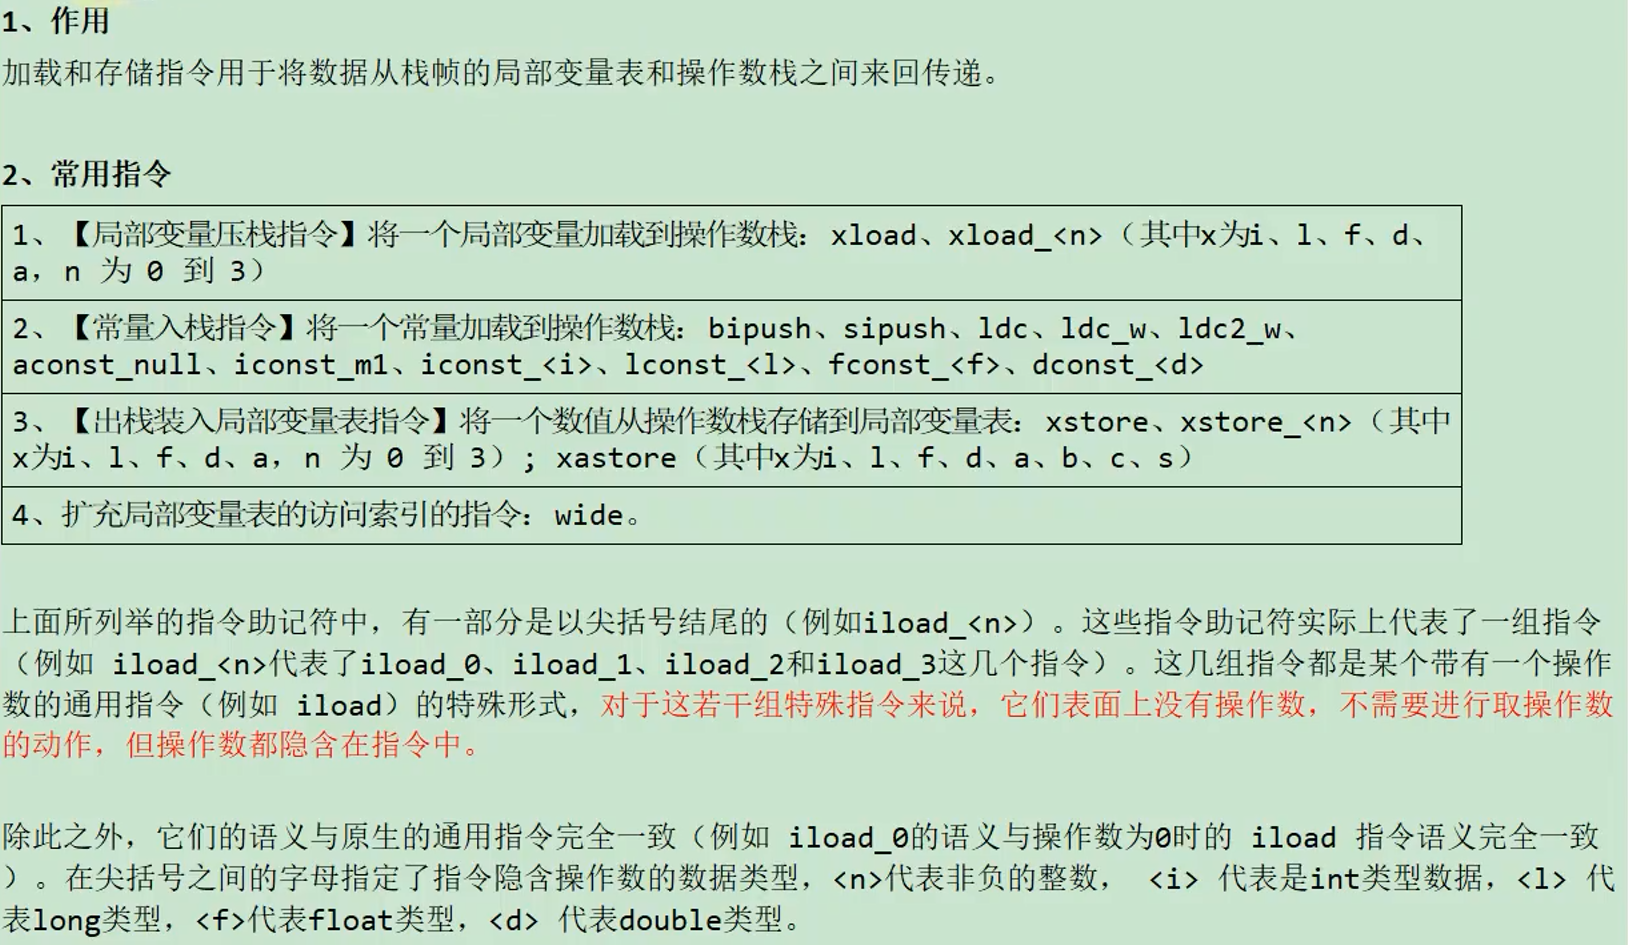 1、作用
加载和存储指令用于将数据从栈帧的局部变量表和操作数栈之间来回传递。
2、常用指令
1、【局部变量压栈指令】将一个局部变量加载到操作数栈：xload、xload_<n>（其中x为i、l、f、d、
a，n 为 0 到 3）
2、【常量入栈指令】将一个常量加载到操作数栈：bipush、sipush、ldc、ldc_w、ldc2_w、
aconst_null、iconst_m1、iconst_<i>、lconst_<l>、fconst_<f>、dconst_<d>
3、【出栈装入局部变量表指令】将一个数值从操作数栈存储到局部变量表：xstore、xstore_<n>（其中
x为i、l、f、d、a，n 为 0 到 3）; xastore（其中x为i、l、f、d、a、b、c、s）
4、扩充局部变量表的访问索引的指令：wide。
上面所列举的指令助记符中，有一部分是以尖括号结尾的（例如iload_<n>）。这些指令助记符实际上代表了一组指令
（例如 iload_<n>代表了iload_0、iload_1、iload_2和iload_3这几个指令）。这几组指令都是某个带有一个操作
数的通用指令（例如 iload）的特殊形式，对于这若干组特殊指令来说，它们表面上没有操作数，不需要进行取操作数
的动作，但操作数都隐含在指令中。
除此之外，它们的语义与原生的通用指令完全一致（例如 iload_0的语义与操作数为0时的 iload 指令语义完全一致
）。在尖括号之间的字母指定了指令隐含操作数的数据类型，<n>代表非负的整数， <i> 代表是int类型数据，<l> 代
表long类型，<f>代表float类型，<d> 代表double类型。